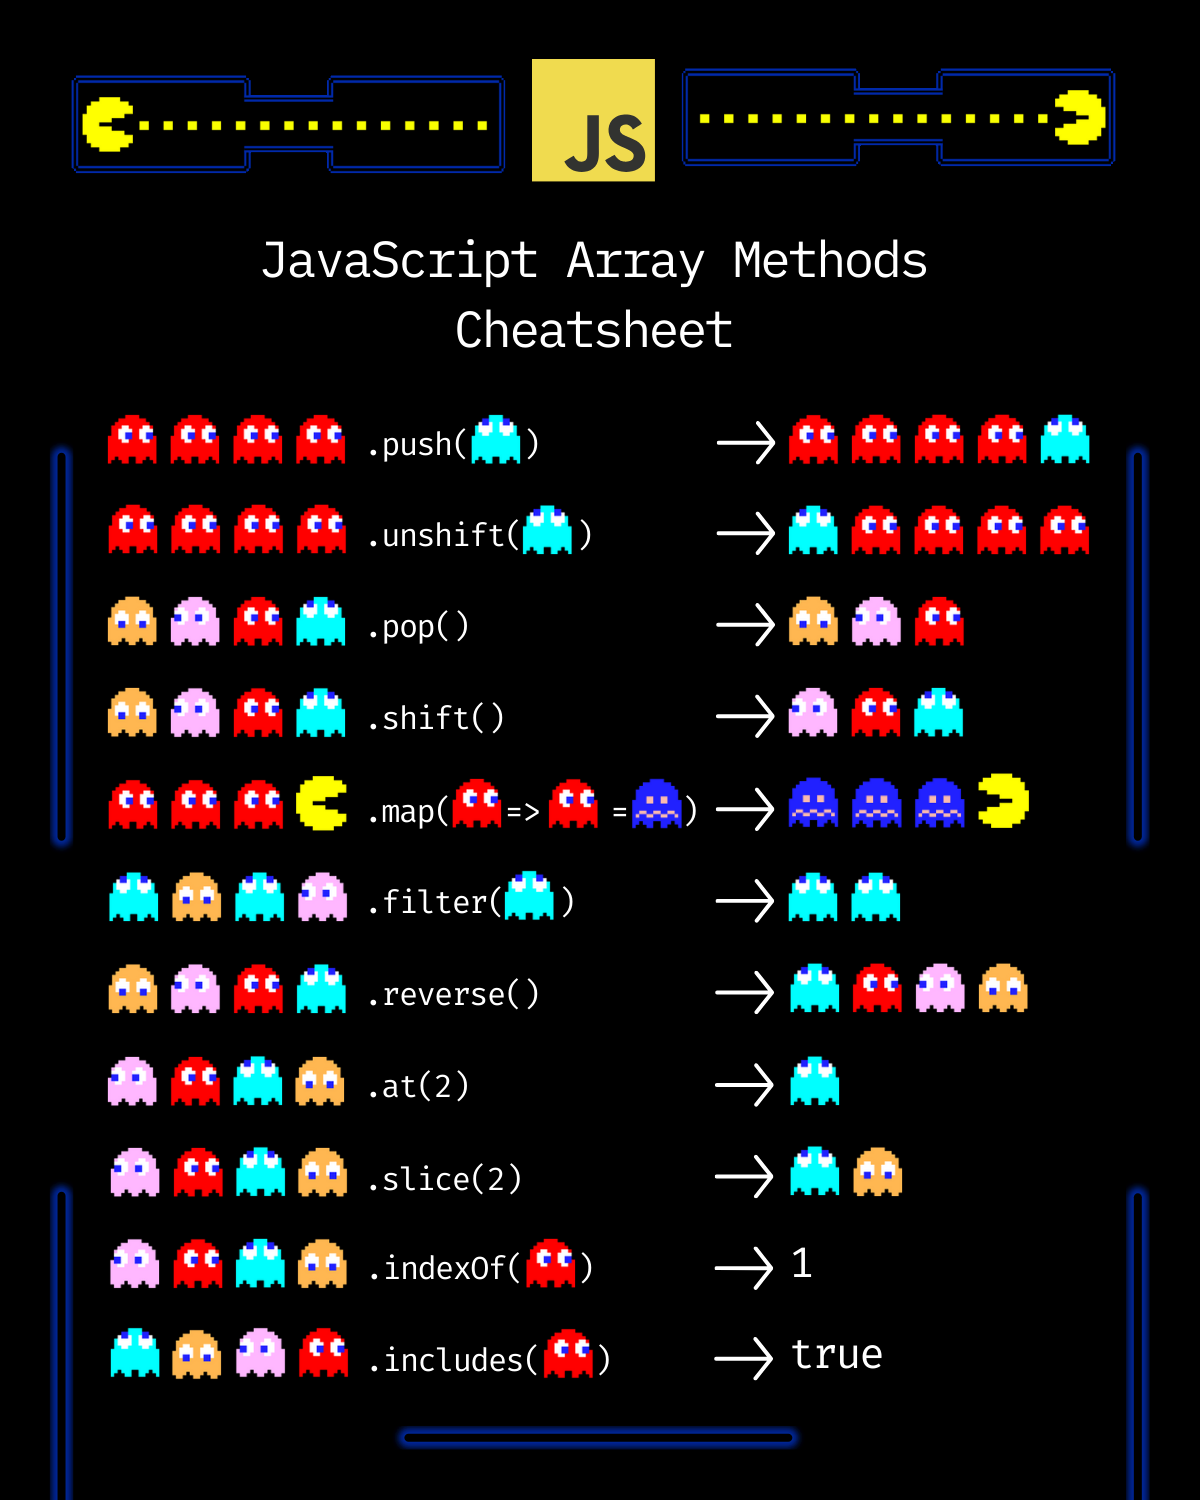 JS
JavaScript Array Methods
Cheatsheet
.push( )
.unshift( )
.pop()
.shift()
.map( => = )
.filter( )
.reverse()
.at(2)
.slice(2)
.indexOf( ) 1
.includes( ) true